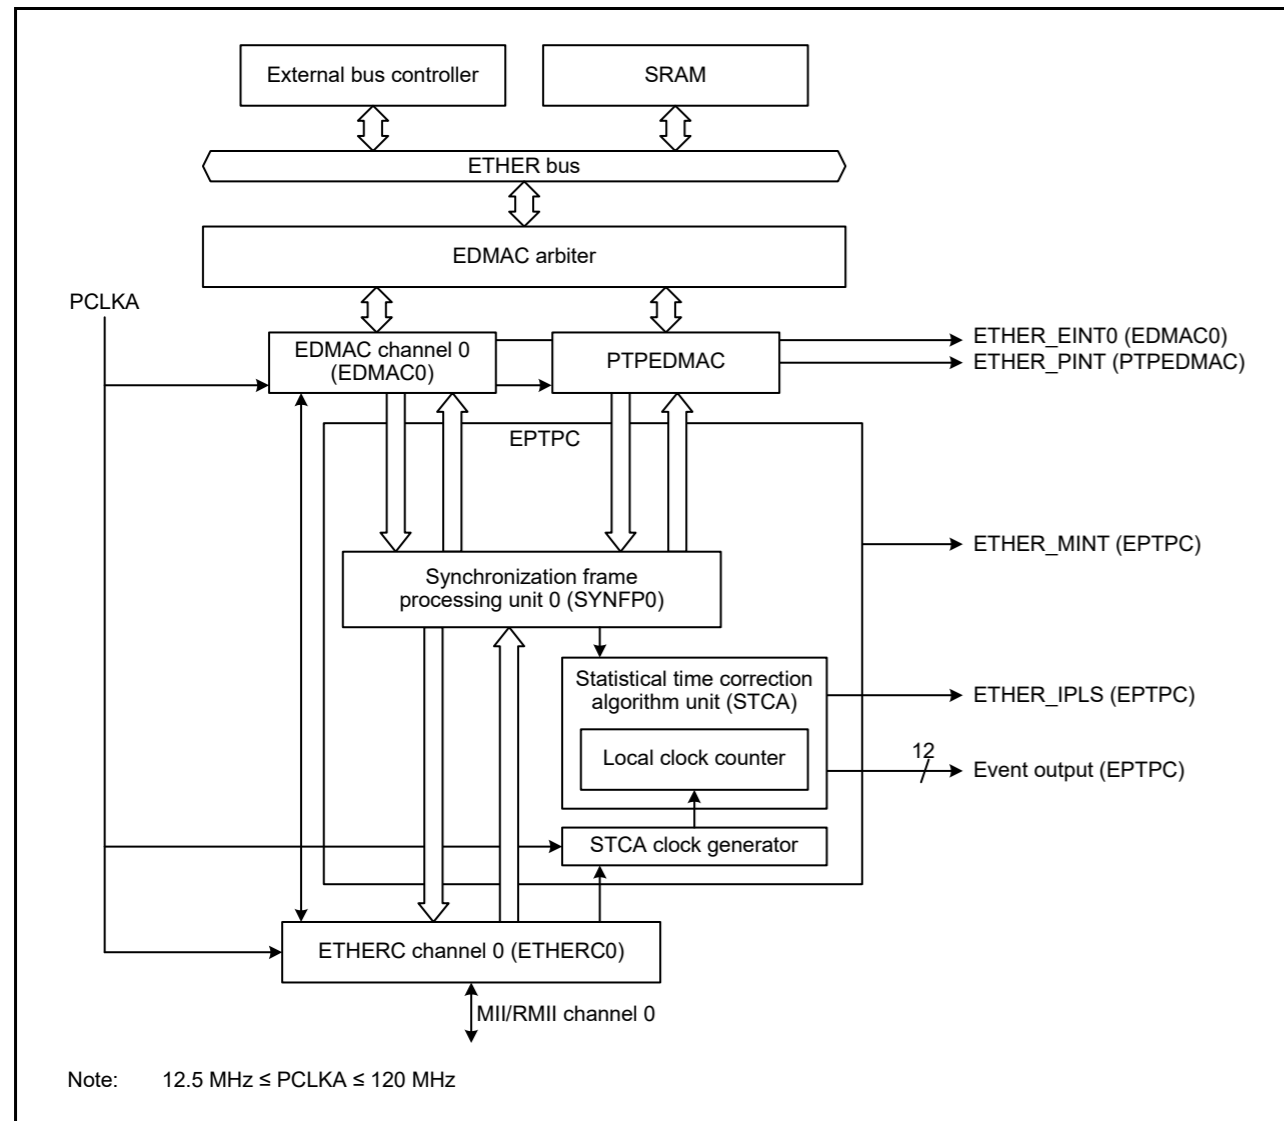 External bus controller
SRAM
ETHER bus
EDMAC arbiter
PCLKA
EDMAC channel 0
(EDMAC0)
PTPEDMAC
ETHER_EINT0 (EDMAC0)
ETHER_PINT (PTPEDMAC)
EPTPC
ETHER_MINT (EPTPC)
Synchronization frame
processing unit 0 (SYNFP0)
Statistical time correction
algorithm unit (STCA)
ETHER_IPLS (EPTPC)
Local clock counter
12
Event output (EPTPC)
STCA clock generator
ETHERC channel 0 (ETHERC0)
MII/RMII channel 0
Note: 12.5 MHz ≤ PCLKA ≤ 120 MHz